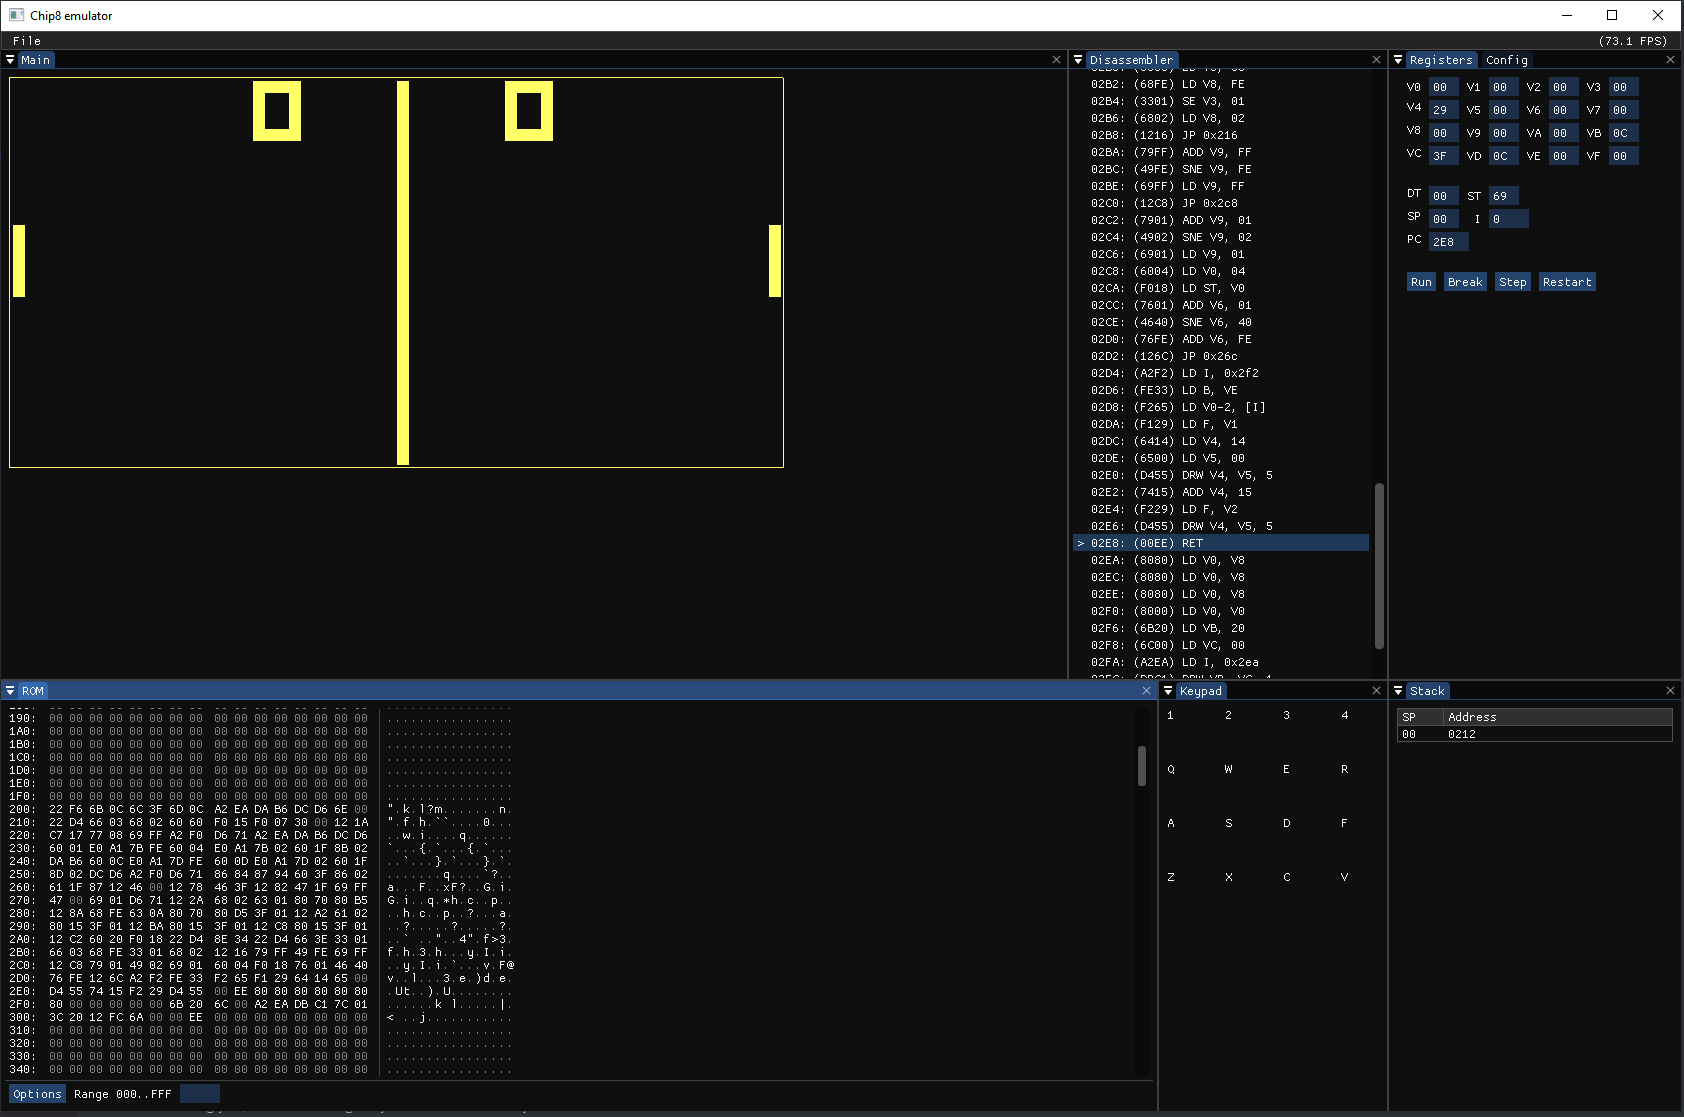 Chip8 emulator
File
(73.1 FPS)
Main
Disassembler
02B2: (68FE) LD V8, FE
02B4: (3301) SE V3, 01
02B6: (6802) LD V8, 02
02B8: (1216) JP 0x216
02BA: (79FF) ADD V9, FF
02BC: (49FE) SNE V9, FE
02BE: (69FF) LD V9, FF
02C0: (12C8) JP 0x2c8
02C2: (7901) ADD V9, 01
02C4: (4902) SNE V9, 02
02C6: (6901) LD V9, 01
02C8: (6004) LD V0, 04
02CA: (F018) LD ST, V0
02CC: (7601) ADD V6, 01
02CE: (4640) SNE V6, 40
02D0: (76FE) ADD V6, FE
02D2: (126C) JP 0x26c
02D4: (A2F2) LD I, 0x2f2
02D6: (FE33) LD B, VE
02D8: (F265) LD V0-2, [I]
02DA: (F129) LD F, V1
02DC: (6414) LD V4, 14
02DE: (6500) LD V5, 00
02E0: (D455) DRW V4, V5, 5
02E2: (7415) ADD V4, 15
02E4: (F229) LD F, V2
02E6: (D455) DRW V4, V5, 5
> 02E8: (00EE) RET
02EA: (8080) LD V0, V8
02EC: (8080) LD V0, V8
02EE: (8080) LD V0, V8
02F0: (8000) LD V0, V0
02F6: (6B20) LD VB, 20
02F8: (6C00) LD VC, 00
02FA: (A2EA) LD I, 0x2ea
Registers Config
V0 00 V1 00 V2 00 V3 00
V4 29 V5 00 V6 00 V7 00
V8 00 V9 00 VA 00 VB 0C
VC 3F VD 0C VE 00 VF 00
DT 00 ST 69
SP 00 I 0
PC 2E8
Run Break Step Restart
ROM
190: 00 00 00 00 00 00 00 00 00 00 00 00 00 00 00 00 ................
1A0: 00 00 00 00 00 00 00 00 00 00 00 00 00 00 00 00 ................
1B0: 00 00 00 00 00 00 00 00 00 00 00 00 00 00 00 00 ................
1C0: 00 00 00 00 00 00 00 00 00 00 00 00 00 00 00 00 ................
1D0: 00 00 00 00 00 00 00 00 00 00 00 00 00 00 00 00 ................
1E0: 00 00 00 00 00 00 00 00 00 00 00 00 00 00 00 00 ................
1F0: 00 00 00 00 00 00 00 00 00 00 00 00 00 00 00 00 ................
200: 22 F6 6B 0C 6C 3F 6D 0C A2 EA DA B6 DC D6 6E 00 ".k.l?m.......n.
210: 22 D4 66 03 68 02 60 60 F0 15 F0 07 30 00 12 1A ".f.h.``....0...
220: C7 17 77 08 69 FF A2 F0 D6 71 A2 EA DA B6 DC D6 ..w.i....q......
230: 60 01 E0 A1 7B FE 60 04 E0 A1 7B 02 60 1F 8B 02 `...{.`...{.`...
240: DA B6 60 0C E0 A1 7D FE 60 0D E0 A1 7D 02 60 1F ..`...}.`...}.`.
250: 8D 02 DC D6 A2 F0 D6 71 86 84 87 94 60 3F 86 02 .......q....`?..
260: 61 1F 87 12 46 00 12 78 46 3F 12 82 47 1F 69 FF a...F..xF?..G.i.
270: 47 00 69 01 D6 71 12 2A 68 02 63 01 80 70 80 B5 G.i..q.*h.c..p..
280: 12 8A 68 FE 63 0A 80 70 80 D5 3F 01 12 A2 61 02 ..h.c..p..?...a.
290: 80 15 3F 01 12 BA 80 15 3F 01 12 C8 80 15 3F 01 ..?.....?.....?.
2A0: 12 C2 60 20 F0 18 22 D4 8E 34 22 D4 66 3E 33 01 ..` .."..4".f>3.
2B0: 66 03 68 FE 33 01 68 02 12 16 79 FF 49 FE 69 FF f.h.3.h...y.I.i.
2C0: 12 C8 79 01 49 02 69 01 60 04 F0 18 76 01 46 40 ..y.I.i.`...v.F@
2D0: 76 FE 12 6C A2 F2 FE 33 F2 65 F1 29 64 14 65 00 v..l...3.e.)d.e.
2E0: D4 55 74 15 F2 29 D4 55 00 EE 80 80 80 80 80 80 .Ut..).U........
2F0: 80 00 00 00 00 00 6B 20 6C 00 A2 EA DB C1 7C 01 ......k l.....|.
300: 3C 20 12 FC 6A 00 00 EE 00 00 00 00 00 00 00 00 < ..j...........
310: 00 00 00 00 00 00 00 00 00 00 00 00 00 00 00 00 ................
320: 00 00 00 00 00 00 00 00 00 00 00 00 00 00 00 00 ................
330: 00 00 00 00 00 00 00 00 00 00 00 00 00 00 00 00 ................
340: 00 00 00 00 00 00 00 00 00 00 00 00 00 00 00 00 ................
Options Range 000..FFF
Keypad
1 2 3 4
Q W E R
A S D F
Z X C V
Stack
SP Address
00 0212